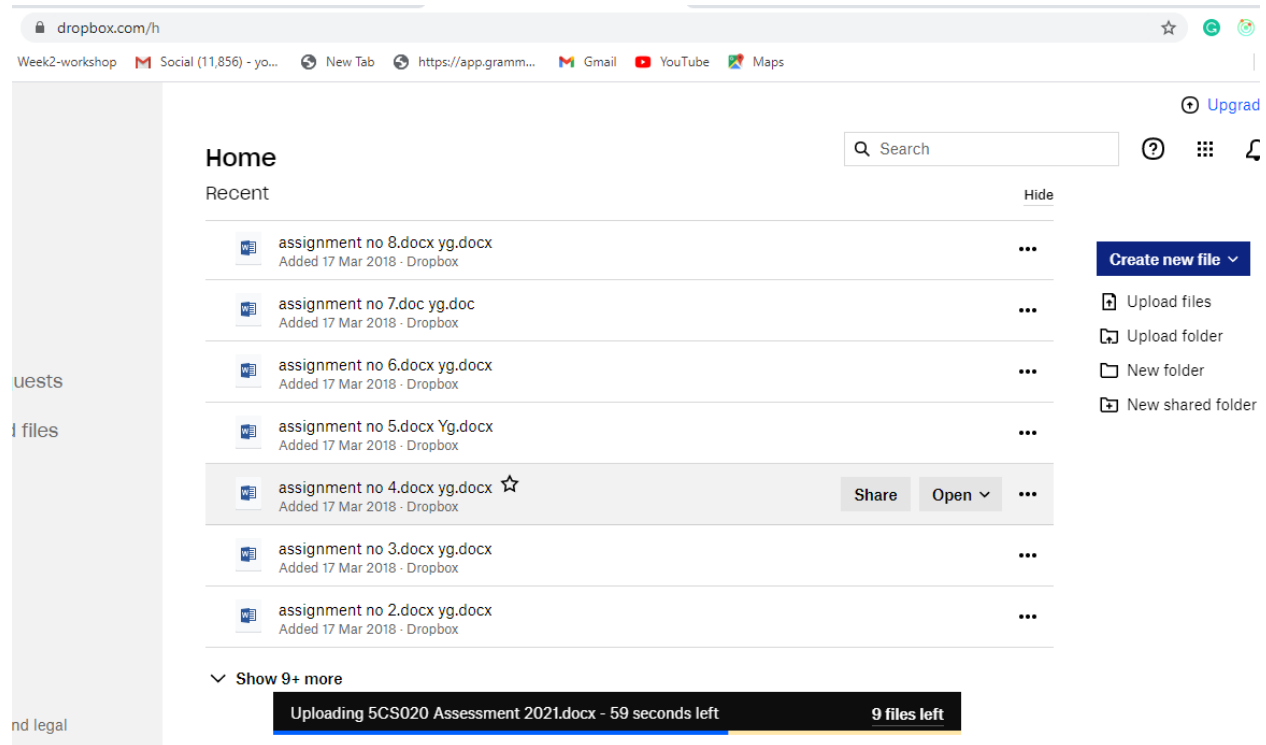 dropbox.com/h
Week2-workshop Social (11,856) - yo... New Tab https://app.gramm... Gmail YouTube Maps
Upgrad
Home
Search
Recent
Hide
assignment no 8.docx yg.docx
Added 17 Mar 2018 · Dropbox
Create new file
assignment no 7.doc yg.doc
Added 17 Mar 2018 · Dropbox
Upload files
Upload folder
assignment no 6.docx yg.docx
Added 17 Mar 2018 · Dropbox
New folder
uests
New shared folder
assignment no 5.docx Yg.docx
Added 17 Mar 2018 · Dropbox
d files
assignment no 4.docx yg.docx
Added 17 Mar 2018 · Dropbox
Share Open
assignment no 3.docx yg.docx
Added 17 Mar 2018 · Dropbox
assignment no 2.docx yg.docx
Added 17 Mar 2018 · Dropbox
Show 9+ more
Uploading 5CS020 Assessment 2021.docx - 59 seconds left 9 files left
nd legal